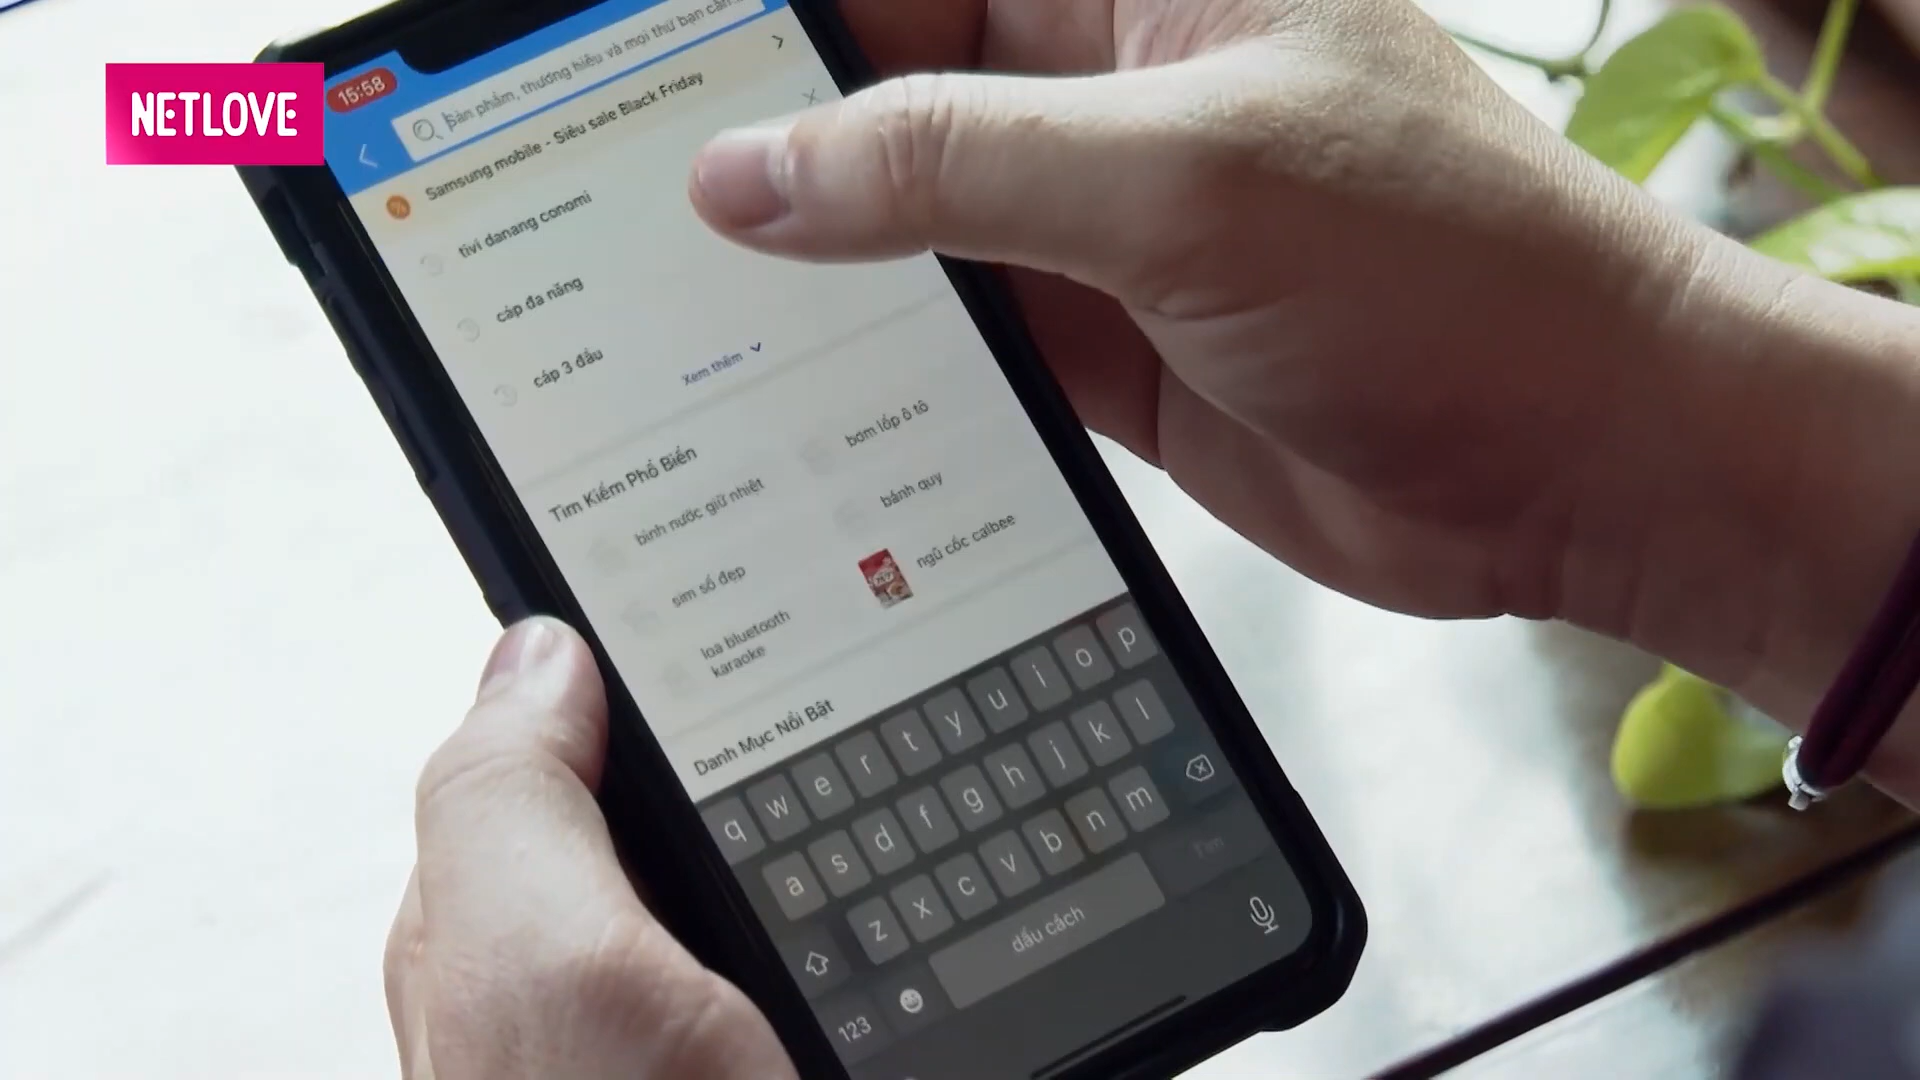 NETLOVE
15:58
Sản phẩm, thương hiệu và mọi thứ bạn cần...
Samsung mobile - Siêu sale Black Friday
tivi danang conomi
cáp đa năng
cáp 3 đầu
Xem thêm
Tìm Kiếm Phổ Biến
bình nước giữ nhiệt
bơm lốp ô tô
sim số đẹp
bánh quy
loa bluetooth
karaoke
ngũ cốc calbee
Danh Mục Nổi Bật
q w e r t y u i o p
a s d f g h j k l
z x c v b n m
123
dấu cách
Tìm